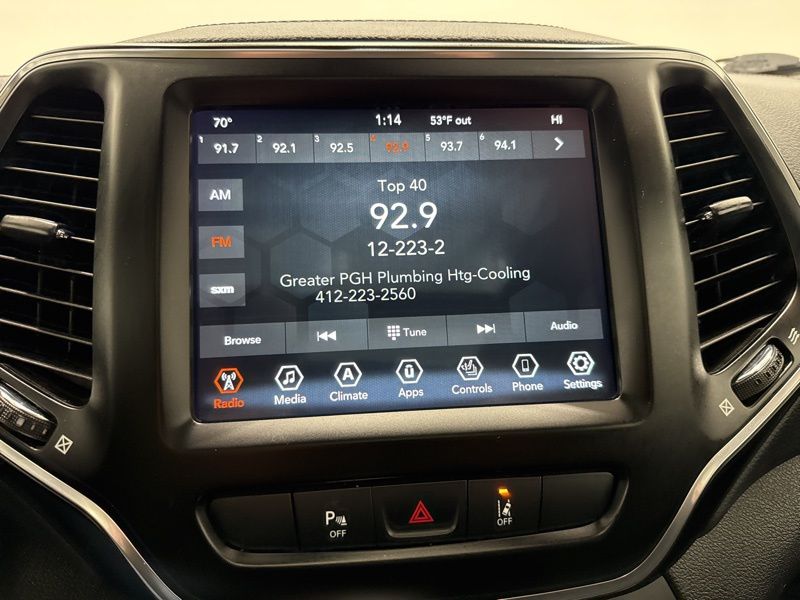 70° 1:14 53°F out HI
1 91.7 2 92.1 3 92.5 4 92.9 5 93.7 6 94.1
AM
Top 40
92.9
FM
12-223-2
Greater PGH Plumbing Htg-Cooling
sxm
412-223-2560
Browse Tune Audio
Radio Media Climate Apps Controls Phone Settings
P OFF OFF